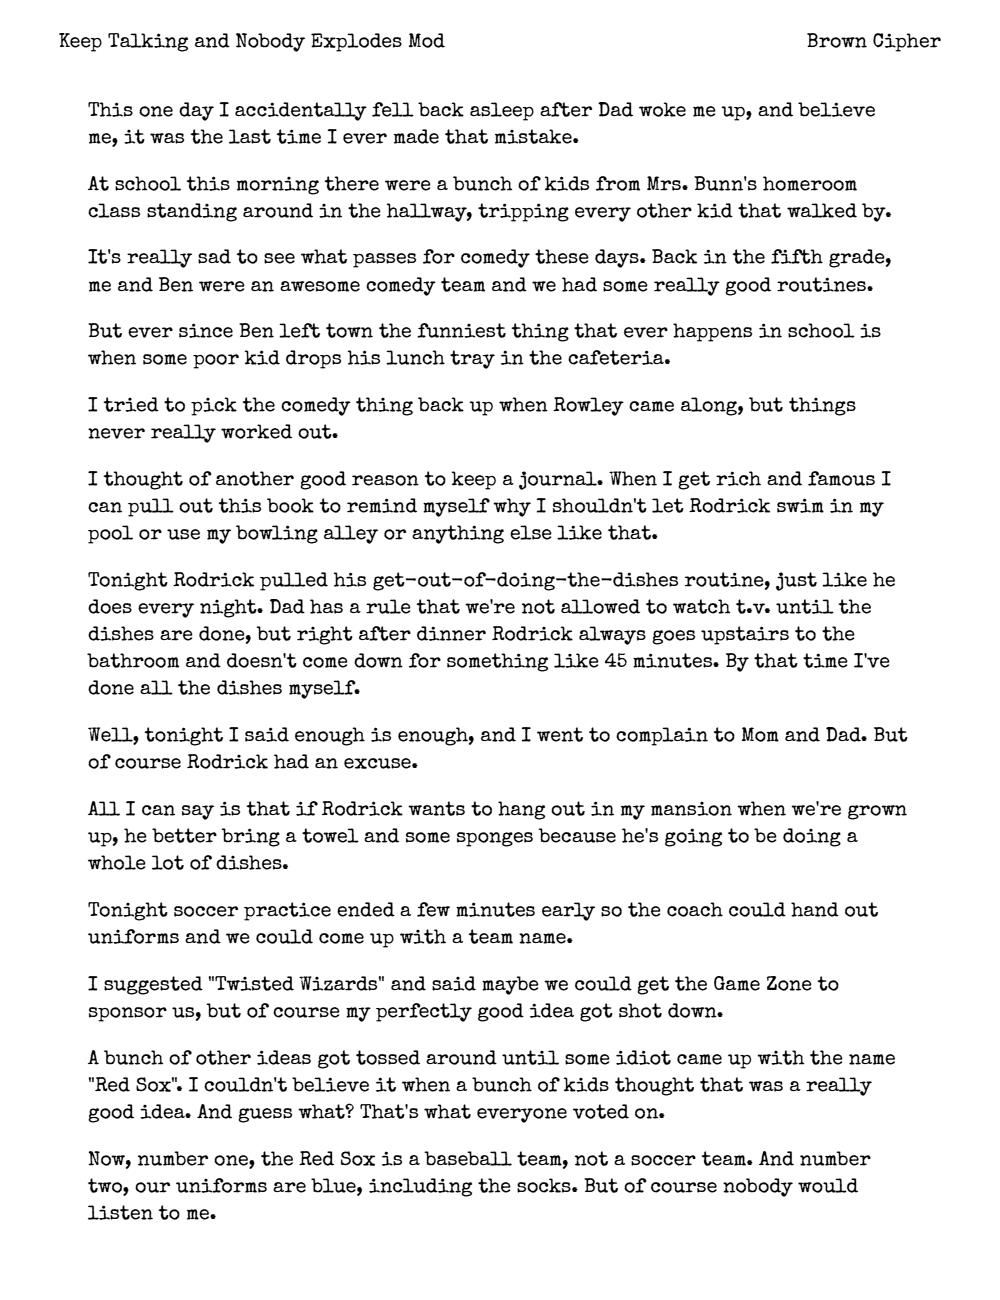 Keep Talking and Nobody Explodes Mod
Brown Cipher
This one day I accidentally fell back asleep after Dad woke me up, and believe
me, it was the last time I ever made that mistake.
At school this morning there were a bunch of kids from Mrs. Bunn's homeroom
class standing around in the hallway, tripping every other kid that walked by.
It's really sad to see what passes for comedy these days. Back in the fifth grade,
me and Ben were an awesome comedy team and we had some really good routines.
But ever since Ben left town the funniest thing that ever happens in school is
when some poor kid drops his lunch tray in the cafeteria.
I tried to pick the comedy thing back up when Rowley came along, but things
never really worked out.
I thought of another good reason to keep a journal. When I get rich and famous I
can pull out this book to remind myself why I shouldn't let Rodrick swim in my
pool or use my bowling alley or anything else like that.
Tonight Rodrick pulled his get-out-of-doing-the-dishes routine, just like he
does every night. Dad has a rule that we're not allowed to watch t.v. until the
dishes are done, but right after dinner Rodrick always goes upstairs to the
bathroom and doesn't come down for something like 45 minutes. By that time I've
done all the dishes myself.
Well, tonight I said enough is enough, and I went to complain to Mom and Dad. But
of course Rodrick had an excuse.
All I can say is that if Rodrick wants to hang out in my mansion when we're grown
up, he better bring a towel and some sponges because he's going to be doing a
whole lot of dishes.
Tonight soccer practice ended a few minutes early so the coach could hand out
uniforms and we could come up with a team name.
I suggested "Twisted Wizards" and said maybe we could get the Game Zone to
sponsor us, but of course my perfectly good idea got shot down.
A bunch of other ideas got tossed around until some idiot came up with the name
"Red Sox". I couldn't believe it when a bunch of kids thought that was a really
good idea. And guess what? That's what everyone voted on.
Now, number one, the Red Sox is a baseball team, not a soccer team. And number
two, our uniforms are blue, including the socks. But of course nobody would
listen to me.